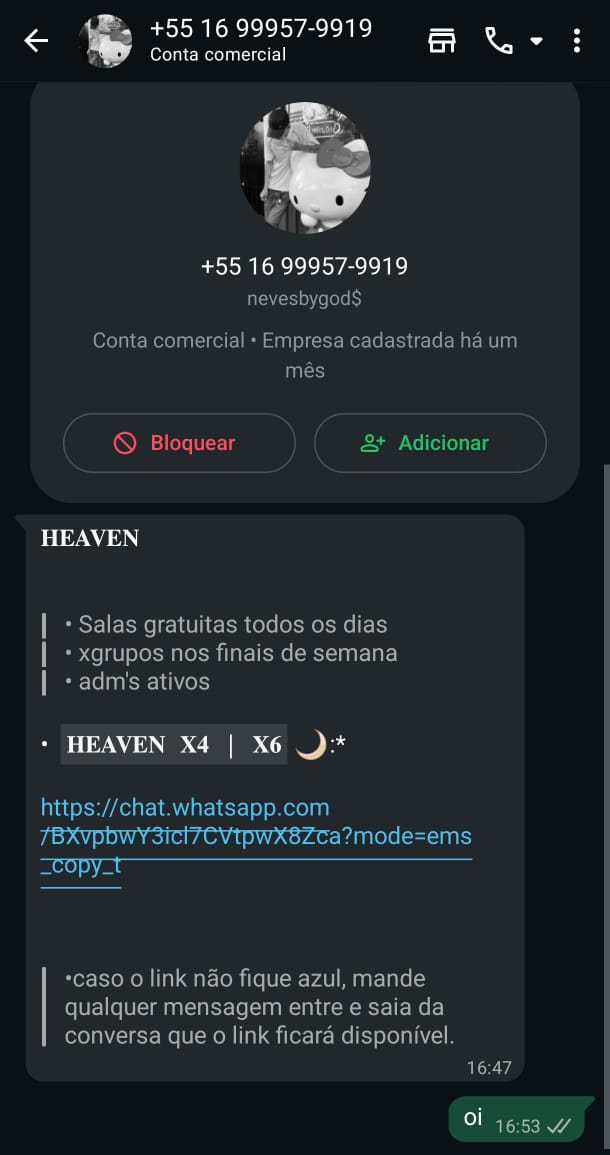 +55 16 99957-9919
Conta comercial
+55 16 99957-9919
nevesbygod$
Conta comercial • Empresa cadastrada há um
mês
Bloquear
Adicionar
HEAVEN
• Salas gratuitas todos os dias
• xgrupos nos finais de semana
• adm's ativos
• HEAVEN X4 | X6 🌙:*
https://chat.whatsapp.com
/BXvpbwY3icl7CVtpwX8Zca?mode=ems
_copy_t
•caso o link não fique azul, mande
qualquer mensagem entre e saia da
conversa que o link ficará disponível.
16:47
oi 16:53